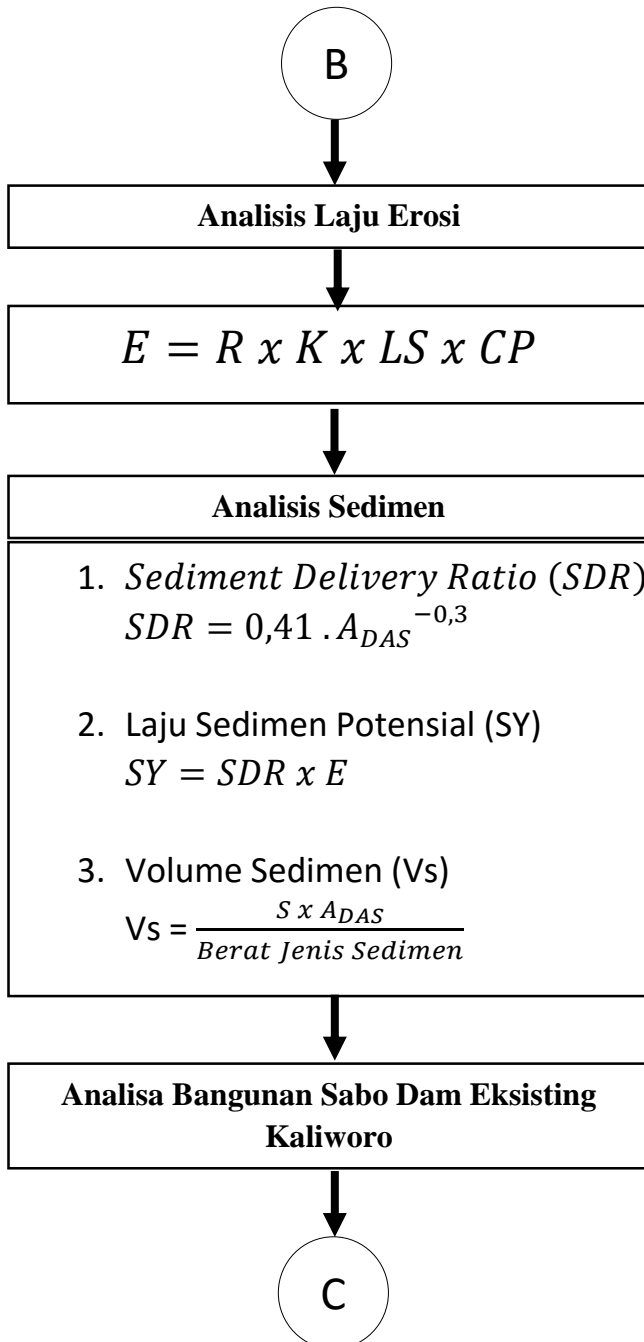 B
Analisis Laju Erosi
E = R x K x LS x CP
Analisis Sedimen
1. Sediment Delivery Ratio (SDR)
SDR = 0,41 . A_DAS^−0,3
2. Laju Sedimen Potensial (SY)
SY = SDR x E
3. Volume Sedimen (Vs)
Vs = S x A_DAS / Berat Jenis Sedimen
Analisa Bangunan Sabo Dam Eksisting
Kaliworo
C